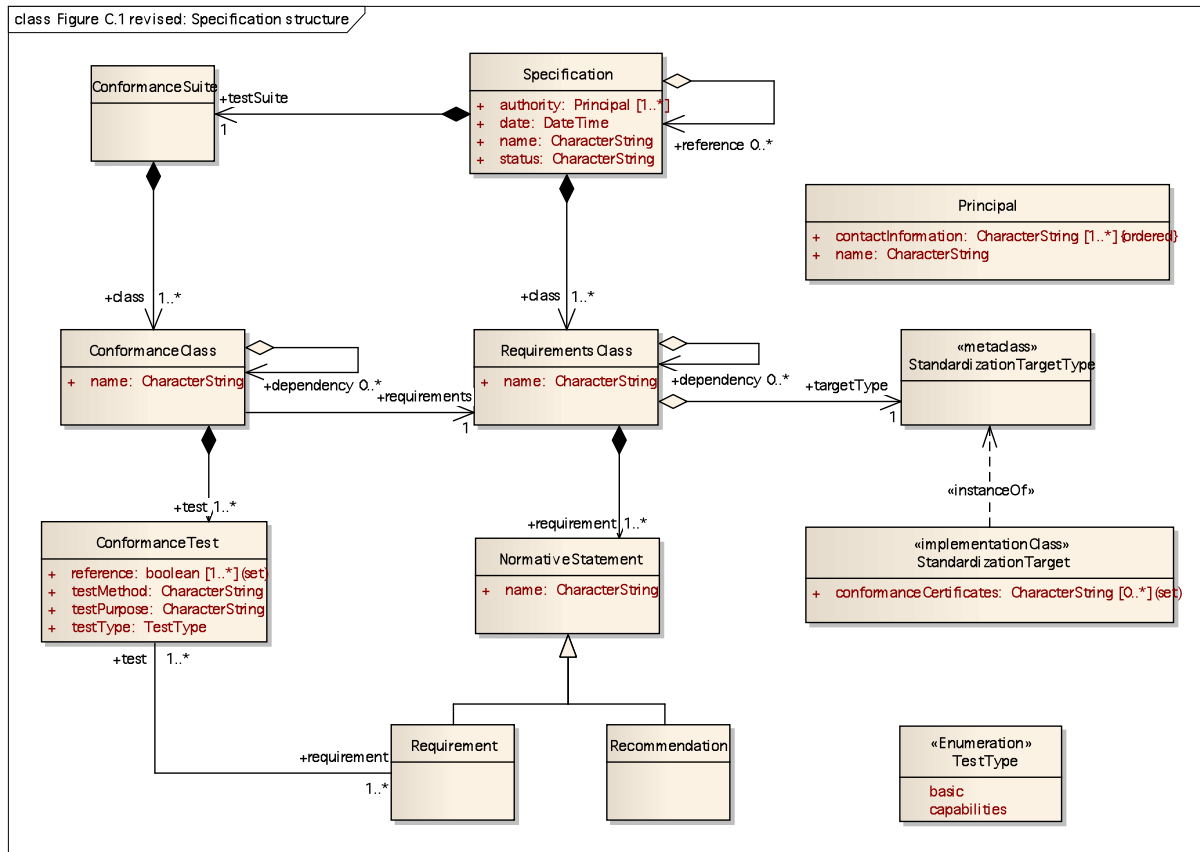 class Figure C.1 revised: Specification structure
ConformanceSuite
+testSuite
1
Specification
+ authority: Principal [1..*]
+ date: DateTime
+ name: CharacterString
+ status: CharacterString
+reference 0..*
Principal
+ contactInformation: CharacterString [1..*] {ordered}
+ name: CharacterString
+class 1..*
+class 1..*
ConformanceClass
+ name: CharacterString
+dependency 0..*
+requirements
1
RequirementsClass
+ name: CharacterString
+dependency 0..*
+targetType
1
«metaclass»
StandardizationTargetType
«instanceOf»
+test 1..*
+requirement 1..*
ConformanceTest
+ reference: boolean [1..*] (set)
+ testMethod: CharacterString
+ testPurpose: CharacterString
+ testType: TestType
NormativeStatement
+ name: CharacterString
«implementationClass»
StandardizationTarget
+ conformanceCertificates: CharacterString [0..*] (set)
+test 1..*
+requirement
1..*
Requirement
Recommendation
«Enumeration»
TestType
basic
capabilities